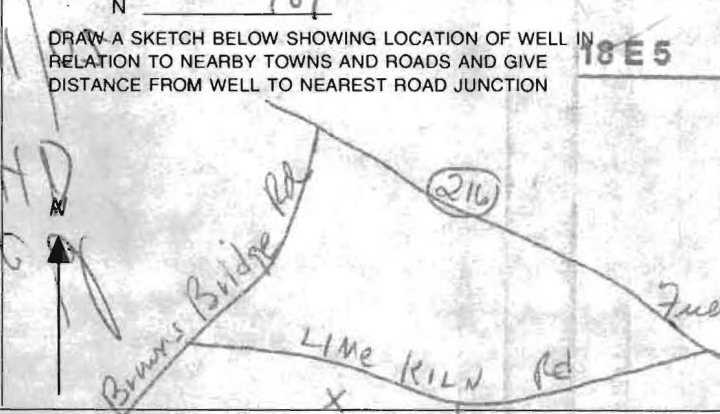 N
DRAW A SKETCH BELOW SHOWING LOCATION OF WELL IN
RELATION TO NEARBY TOWNS AND ROADS AND GIVE
DISTANCE FROM WELL TO NEAREST ROAD JUNCTION
18 E 5
N
216
Browns Bridge Rd
LIME KILN Rd
X